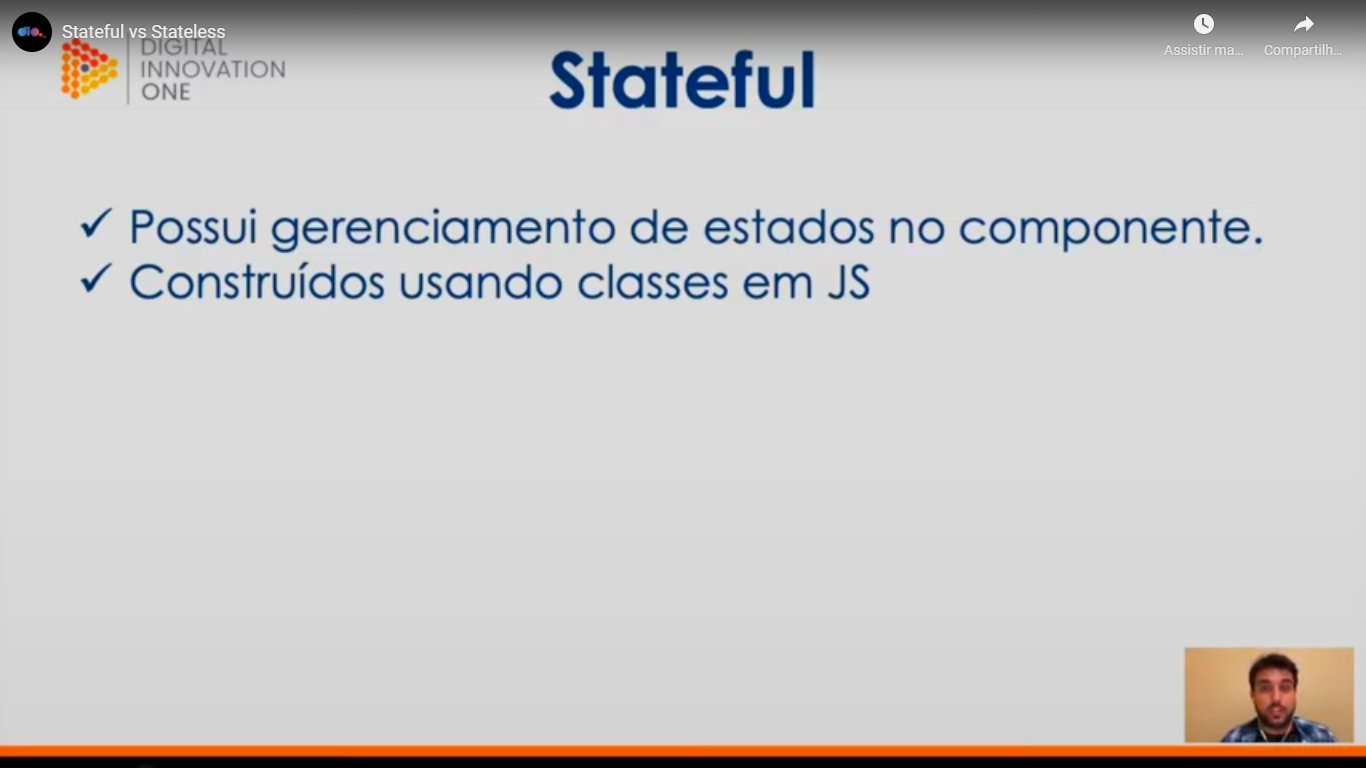 Stateful vs Stateless
Assistir ma...
Compartilh...
DIGITAL
INNOVATION
ONE
Stateful
✓ Possui gerenciamento de estados no componente.
✓ Construídos usando classes em JS